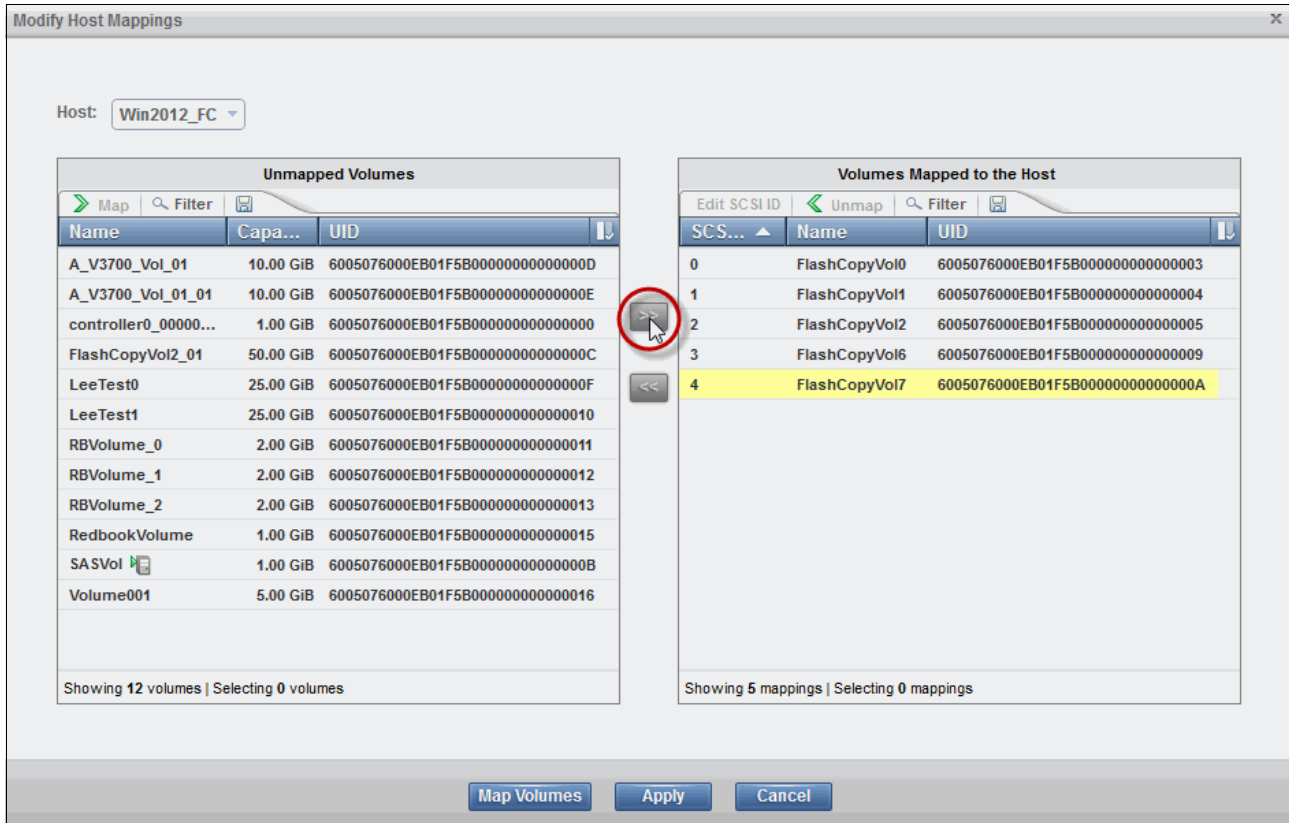 Modify Host Mappings x
Host: Win2012_FC
Unmapped Volumes
Map Filter
Name Capa... UID
A_V3700_Vol_01 10.00 GiB 6005076000EB01F5B00000000000000D
A_V3700_Vol_01_01 10.00 GiB 6005076000EB01F5B00000000000000E
controller0_00000... 1.00 GiB 6005076000EB01F5B000000000000000
FlashCopyVol2_01 50.00 GiB 6005076000EB01F5B00000000000000C
LeeTest0 25.00 GiB 6005076000EB01F5B00000000000000F
LeeTest1 25.00 GiB 6005076000EB01F5B000000000000010
RBVolume_0 2.00 GiB 6005076000EB01F5B000000000000011
RBVolume_1 2.00 GiB 6005076000EB01F5B000000000000012
RBVolume_2 2.00 GiB 6005076000EB01F5B000000000000013
RedbookVolume 1.00 GiB 6005076000EB01F5B000000000000015
SASVol 1.00 GiB 6005076000EB01F5B00000000000000B
Volume001 5.00 GiB 6005076000EB01F5B000000000000016
Showing 12 volumes | Selecting 0 volumes
>>
<<
Volumes Mapped to the Host
Edit SCSI ID Unmap Filter
SCS... Name UID
0 FlashCopyVol0 6005076000EB01F5B000000000000003
1 FlashCopyVol1 6005076000EB01F5B000000000000004
2 FlashCopyVol2 6005076000EB01F5B000000000000005
3 FlashCopyVol6 6005076000EB01F5B000000000000009
4 FlashCopyVol7 6005076000EB01F5B00000000000000A
Showing 5 mappings | Selecting 0 mappings
Map Volumes Apply Cancel